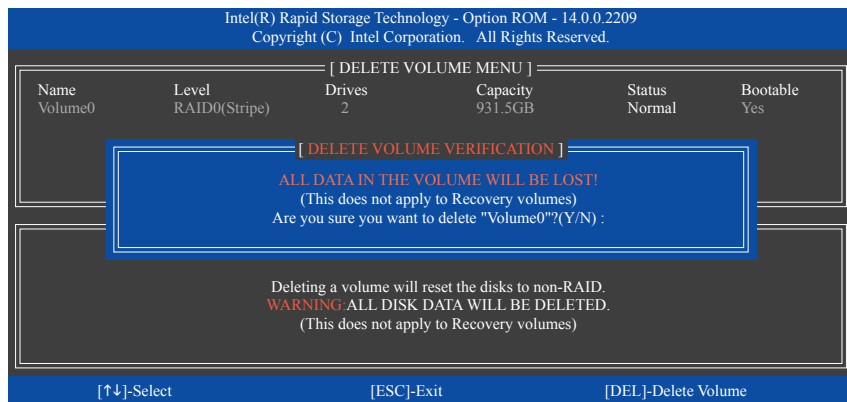 Intel(R) Rapid Storage Technology - Option ROM - 14.0.0.2209
Copyright (C) Intel Corporation. All Rights Reserved.
[ DELETE VOLUME MENU ]
Name Level Drives Capacity Status Bootable
Volume0 RAID0(Stripe) 2 931.5GB Normal Yes
[ DELETE VOLUME VERIFICATION ]
ALL DATA IN THE VOLUME WILL BE LOST!
(This does not apply to Recovery volumes)
Are you sure you want to delete "Volume0"?(Y/N) :
Deleting a volume will reset the disks to non-RAID.
WARNING:ALL DISK DATA WILL BE DELETED.
(This does not apply to Recovery volumes)
[↑↓]-Select [ESC]-Exit [DEL]-Delete Volume